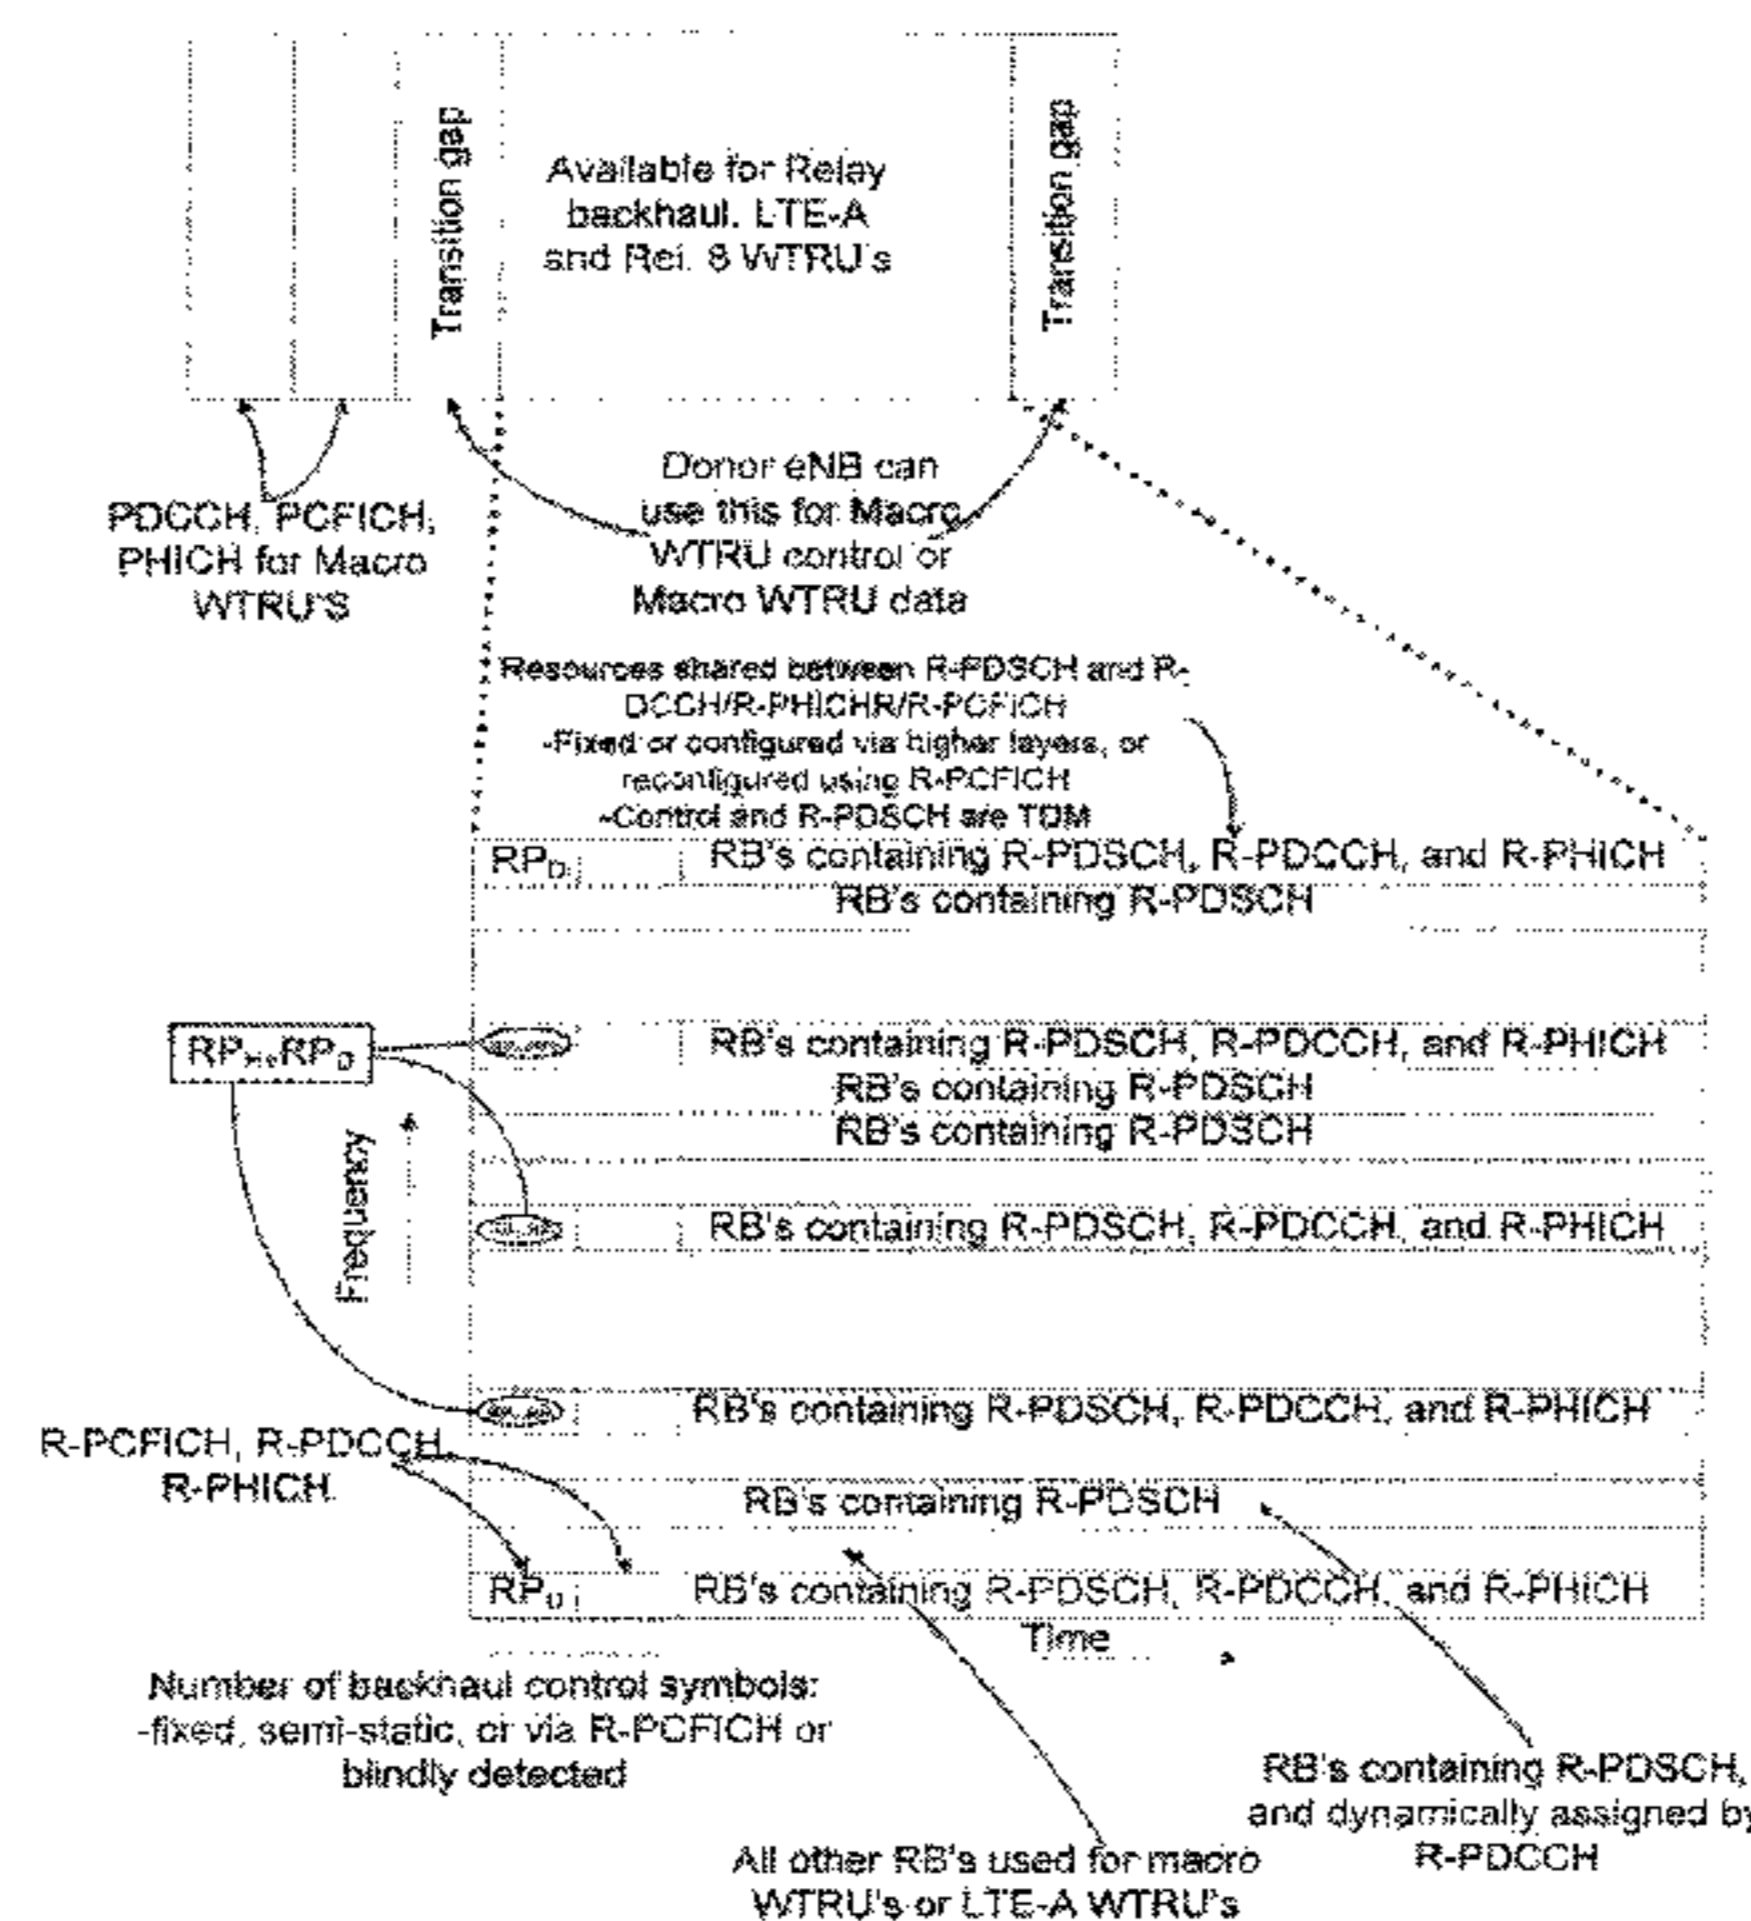 Transition gap
Available for Relay
backhaul. LTE-A
and Rel. 8 WTRU's
Transition gap
PDCCH, PCFICH,
PHICH for Macro
WTRU'S
Donor eNB can
use this for Macro
WTRU control or
Macro WTRU data
Resources shared between R-PDSCH and R-
DCCH/R-PHICHR/R-PCFICH
-Fixed or configured via higher layers, or
reconfigured using R-PCFICH
-Control and R-PDSCH are TDM
RP_D RB's containing R-PDSCH, R-PDCCH, and R-PHICH
RB's containing R-PDSCH
RB's containing R-PDSCH, R-PDCCH, and R-PHICH
RB's containing R-PDSCH
RB's containing R-PDSCH
Frequency
RB's containing R-PDSCH, R-PDCCH, and R-PHICH
RB's containing R-PDSCH, R-PDCCH, and R-PHICH
R-PCFICH, R-PDCCH,
R-PHICH
RB's containing R-PDSCH
RB's containing R-PDSCH, R-PDCCH, and R-PHICH
Time
Number of backhaul control symbols:
-fixed, semi-static, or via R-PCFICH or
blindly detected
RB's containing R-PDSCH,
and dynamically assigned by
R-PDCCH
All other RB's used for macro
WTRU's or LTE-A WTRU's